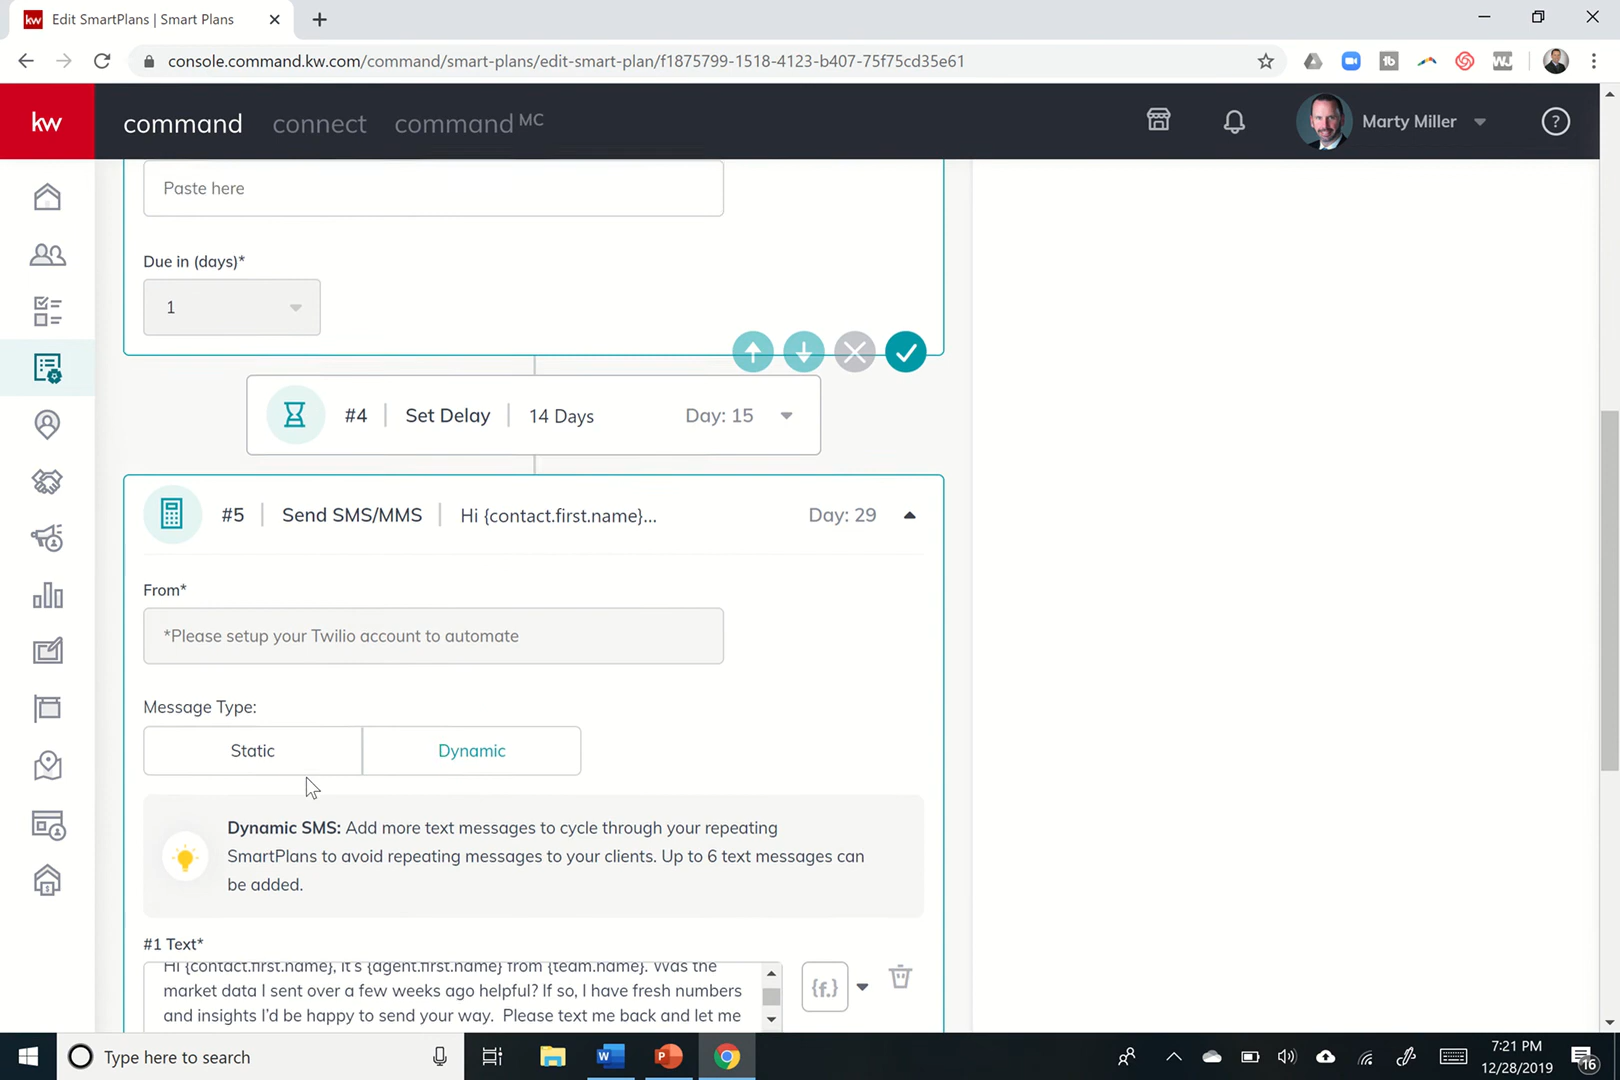 kw Edit SmartPlans | Smart Plans
console.command.kw.com/command/smart-plans/edit-smart-plan/f1875799-1518-4123-b407-75f75cd35e61
tb
WJ
kw
command connect command MC
Marty Miller
?
Paste here
Due in (days)*
1
#4 Set Delay 14 Days Day: 15
#5 Send SMS/MMS Hi {contact.first.name}... Day: 29
From*
*Please setup your Twilio account to automate
Message Type:
Static Dynamic
Dynamic SMS: Add more text messages to cycle through your repeating
SmartPlans to avoid repeating messages to your clients. Up to 6 text messages can
be added.
#1 Text*
Hi {contact.first.name}, it's {agent.first.name} from {team.name}. Was the
market data I sent over a few weeks ago helpful? If so, I have fresh numbers
and insights I'd be happy to send your way.  Please text me back and let me
{f.}
Type here to search
W
P
7:21 PM
12/28/2019
16